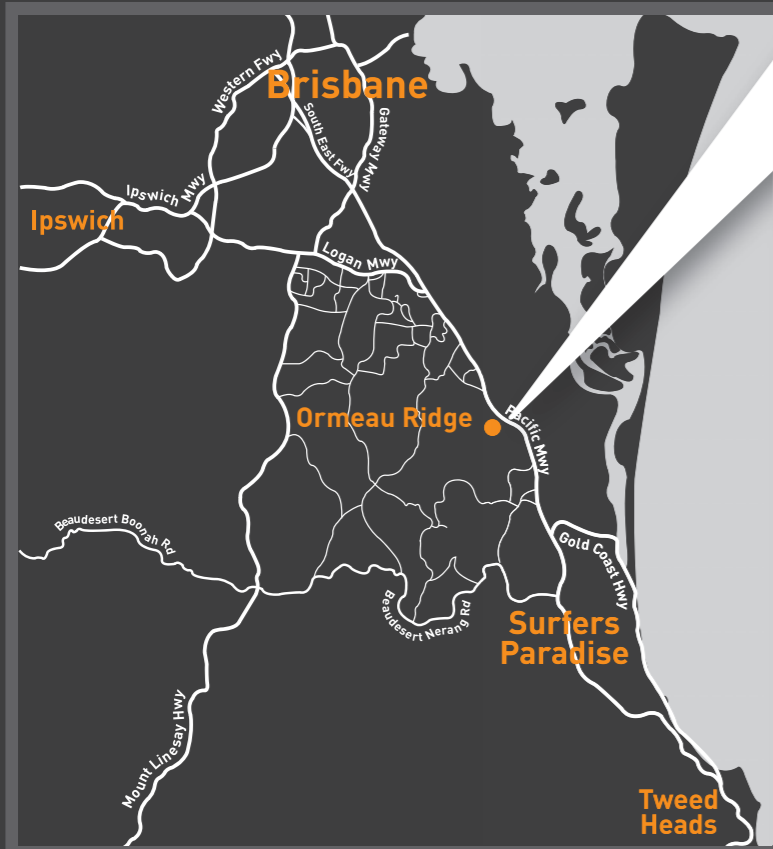 Western Fwy
Brisbane
South East Fwy
Gateway Mwy
Ipswich Mwy
Ipswich
Logan Mwy
Ormeau Ridge
Pacific Mwy
Beaudesert Boonah Rd
Gold Coast Hwy
Beaudesert Nerang Rd
Surfers
Paradise
Mount Linesay Hwy
Tweed
Heads